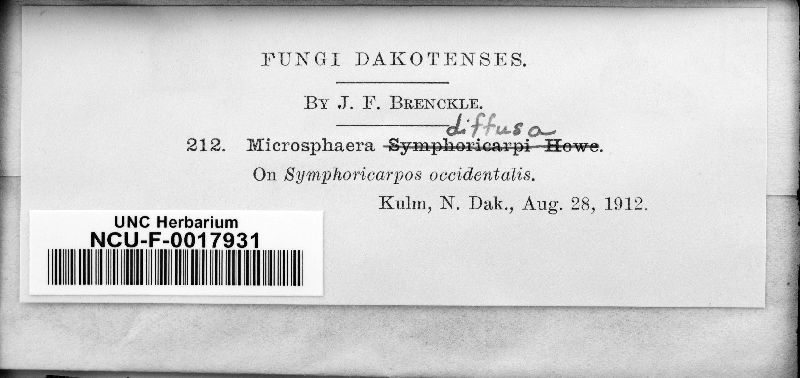 FUNGI DAKOTENSES.
BY J. F. BRENCKLE.
diffusa
212. Microsphaera Symphoricarpi Howe.
On Symphoricarpos occidentalis.
Kulm, N. Dak., Aug. 28, 1912.
UNC Herbarium
NCU-F-0017931